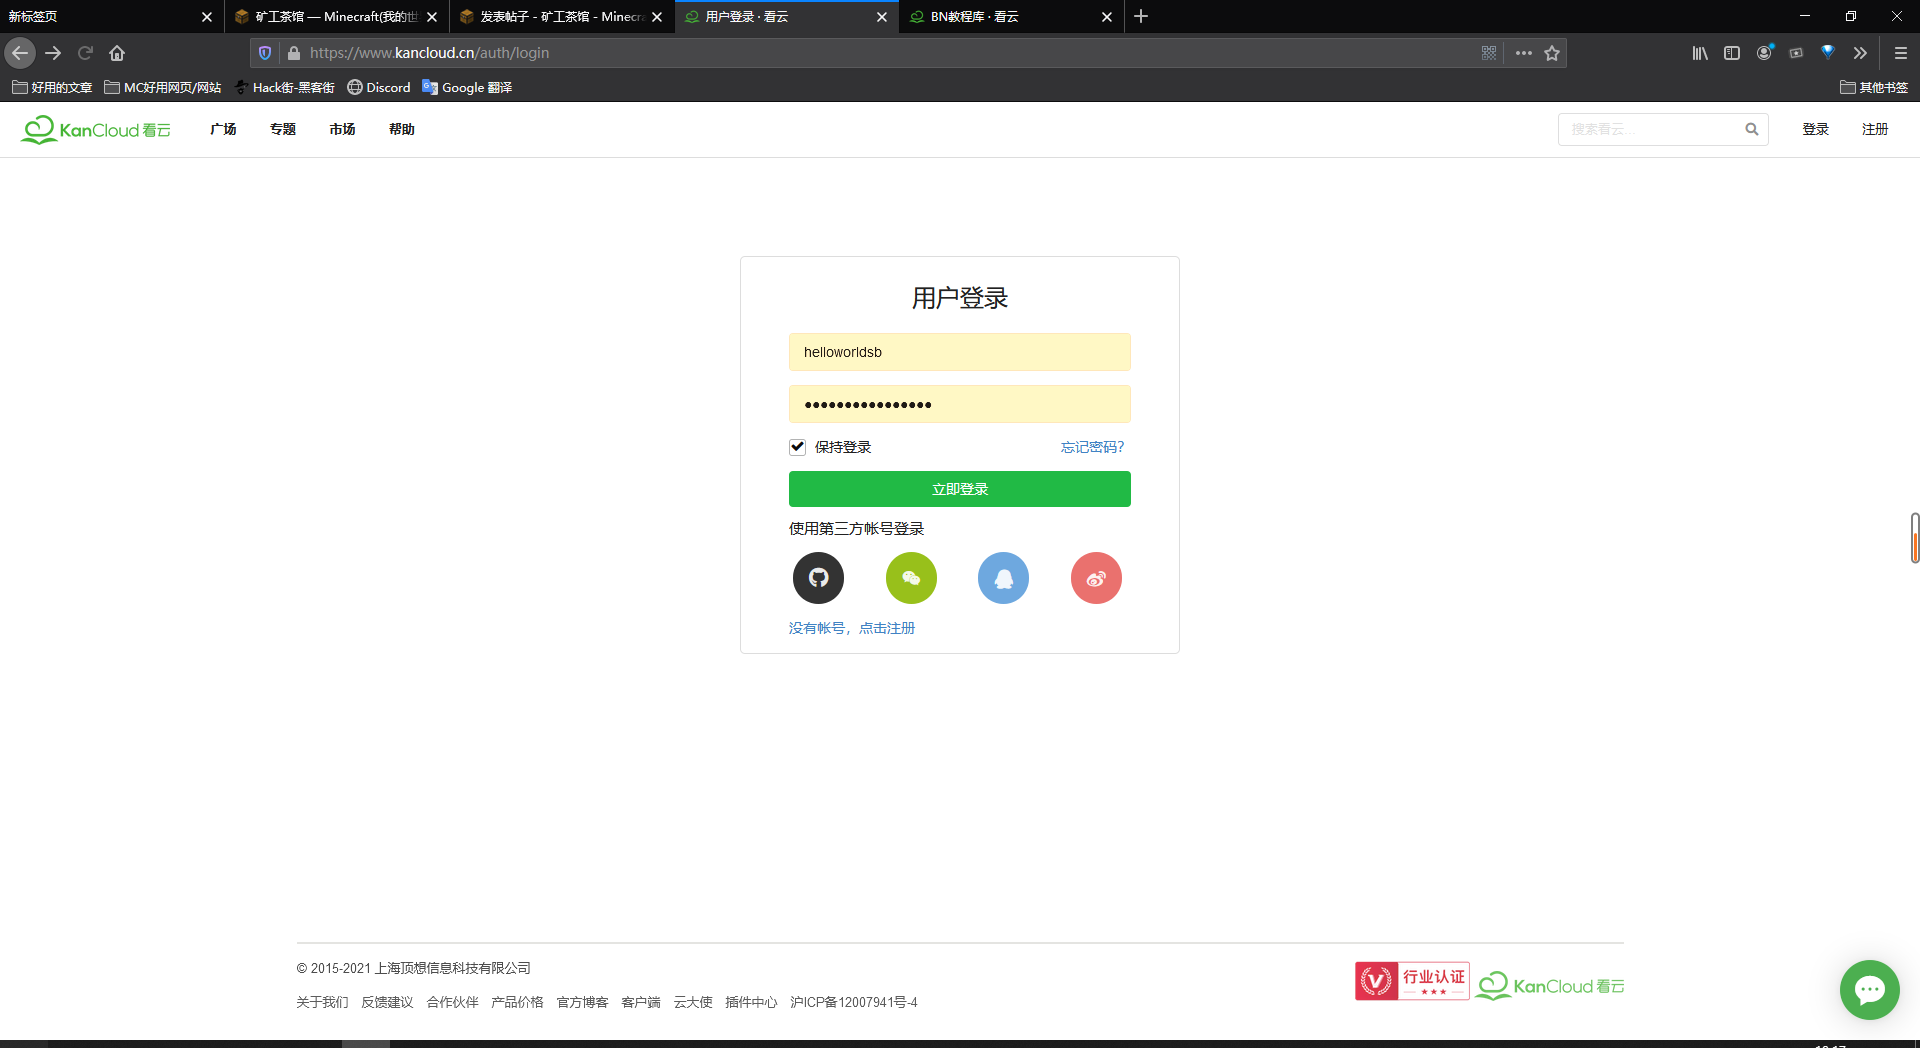 新标签页
矿工茶馆 — Minecraft(我的世
发表帖子 - 矿工茶馆 - Minecra
用户登录 · 看云
BN教程库 · 看云
https://www.kancloud.cn/auth/login
好用的文章
MC好用网页/网站
Hack街-黑客街
Discord
Google 翻译
其他书签
KanCloud 看云
广场
专题
市场
帮助
搜索看云...
登录
注册
用户登录
helloworldsb
••••••••••••••••
保持登录
忘记密码?
立即登录
使用第三方帐号登录
没有帐号，点击注册
© 2015-2021 上海顶想信息科技有限公司
关于我们 反馈建议 合作伙伴 产品价格 官方博客 客户端 云大使 插件中心 沪ICP备12007941号-4
行业认证
KanCloud 看云